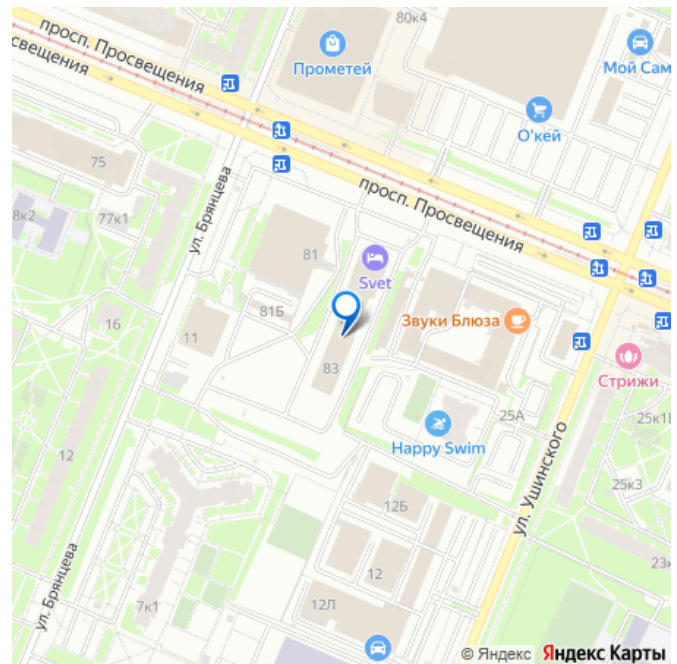 80к4
просп. Просвещения
свещения
Прометей
Мой Сам
О'кей
75
просп. Просвещения
8к2
77к1
ул. Брянцева
81
Svet
81Б
16
11
Звуки Блюза
83
Стрижи
25А
25к1
Happy Swim
12
25к3
ул. Ушинского
12Б
ул. Брянцева
12
23к
7к1
12Л
© Яндекс Яндекс Карты